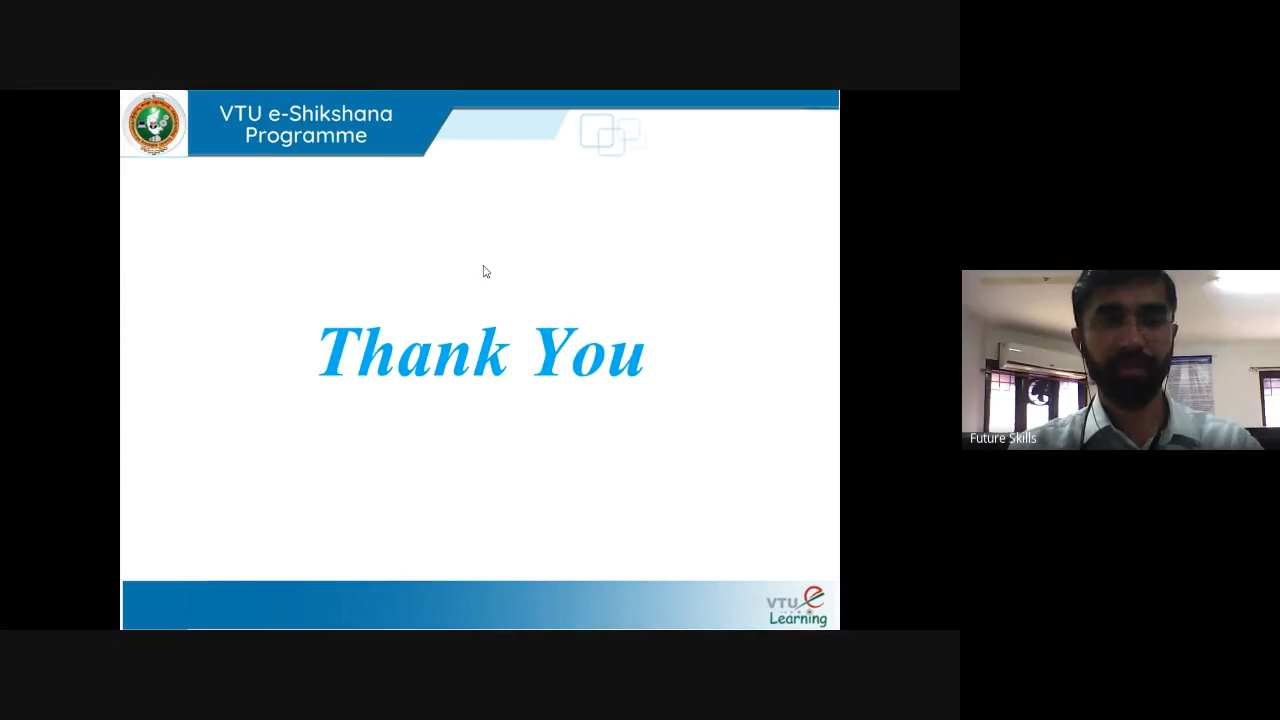 VTU e-Shikshana
Programme
Thank You
Future Skills
VTU e
Learning